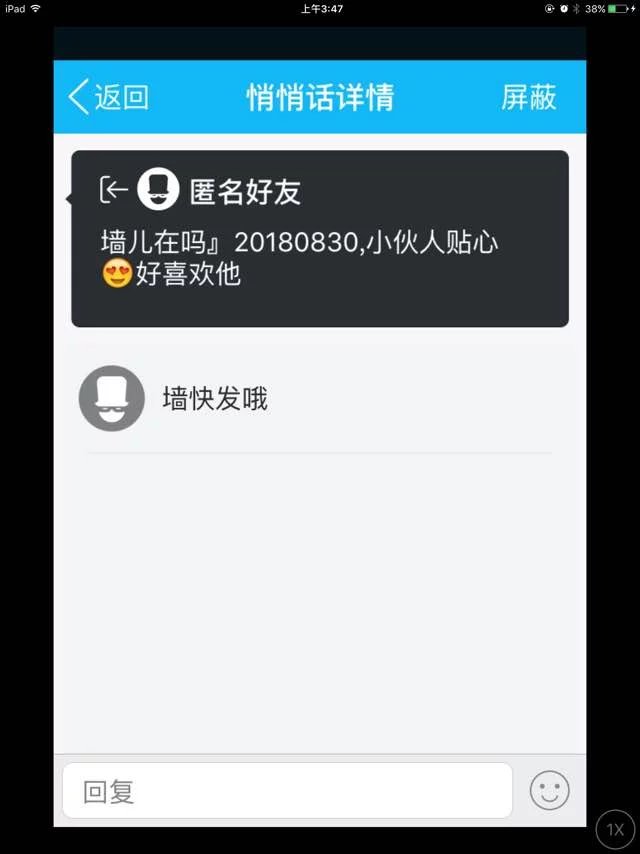 iPad
上午3:47
38%
返回
悄悄话详情
屏蔽
匿名好友
墙儿在吗』20180830,小伙人贴心
😍好喜欢他
墙快发哦
回复
1X